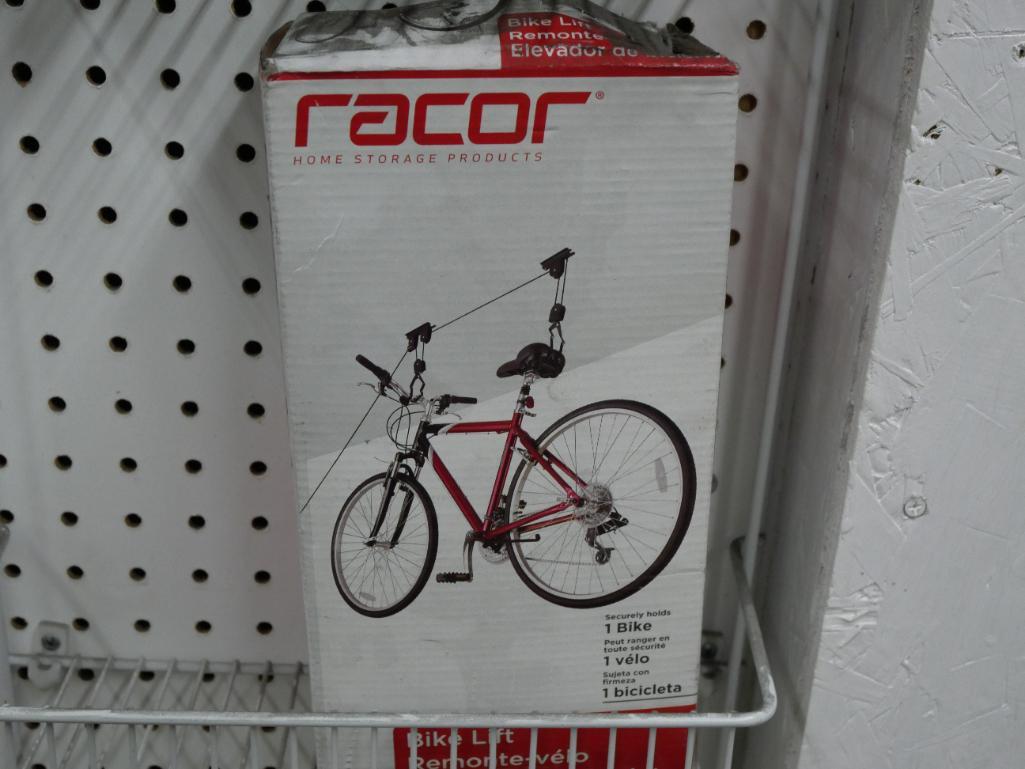 Bike Lift
Remonte
Elevador de
racor®
HOME STORAGE PRODUCTS
Securely holds
1 Bike
Peut ranger en
toute sécurité
1 vélo
Sujeta con
firmeza
1 bicicleta
Bike Lift
Remonte-vélo